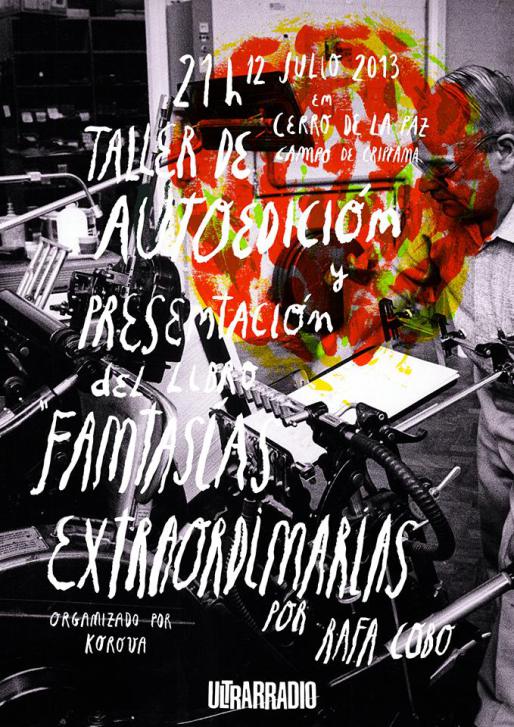 21h 12 JULIO 2013
EN
CERRO DE LA PAZ
CAMPO DE CRIPTANA
TALLER DE
AUTOEDICIÓN
y
PRESENTACIÓN
del LIBRO
"FANTASIAS
EXTRAORDINARIAS
POR
RAFA COBO
ORGANIZADO POR
KOROVA
ULTRARRADIO